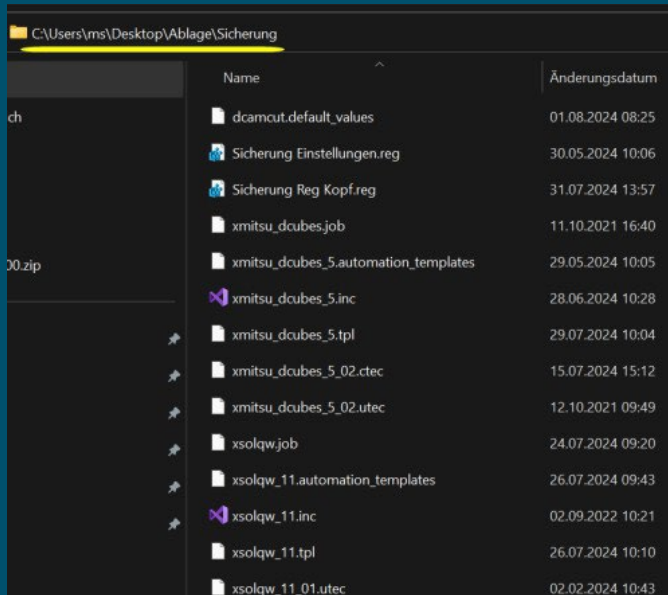 C:\Users\ms\Desktop\Ablage\Sicherung
Name Änderungsdatum
ch
dcamcut.default_values 01.08.2024 08:25
Sicherung Einstellungen.reg 30.05.2024 10:06
Sicherung Reg Kopf.reg 31.07.2024 13:57
xmitsu_dcubes.job 11.10.2021 16:40
00.zip
xmitsu_dcubes_5.automation_templates 29.05.2024 10:05
xmitsu_dcubes_5.inc 28.06.2024 10:28
xmitsu_dcubes_5.tpl 29.07.2024 10:04
xmitsu_dcubes_5_02.ctec 15.07.2024 15:12
xmitsu_dcubes_5_02.utec 12.10.2021 09:49
xsolqw.job 24.07.2024 09:20
xsolqw_11.automation_templates 26.07.2024 09:43
xsolqw_11.inc 02.09.2022 10:21
xsolqw_11.tpl 26.07.2024 10:10
xsolqw_11_01.utec 02.02.2024 10:43